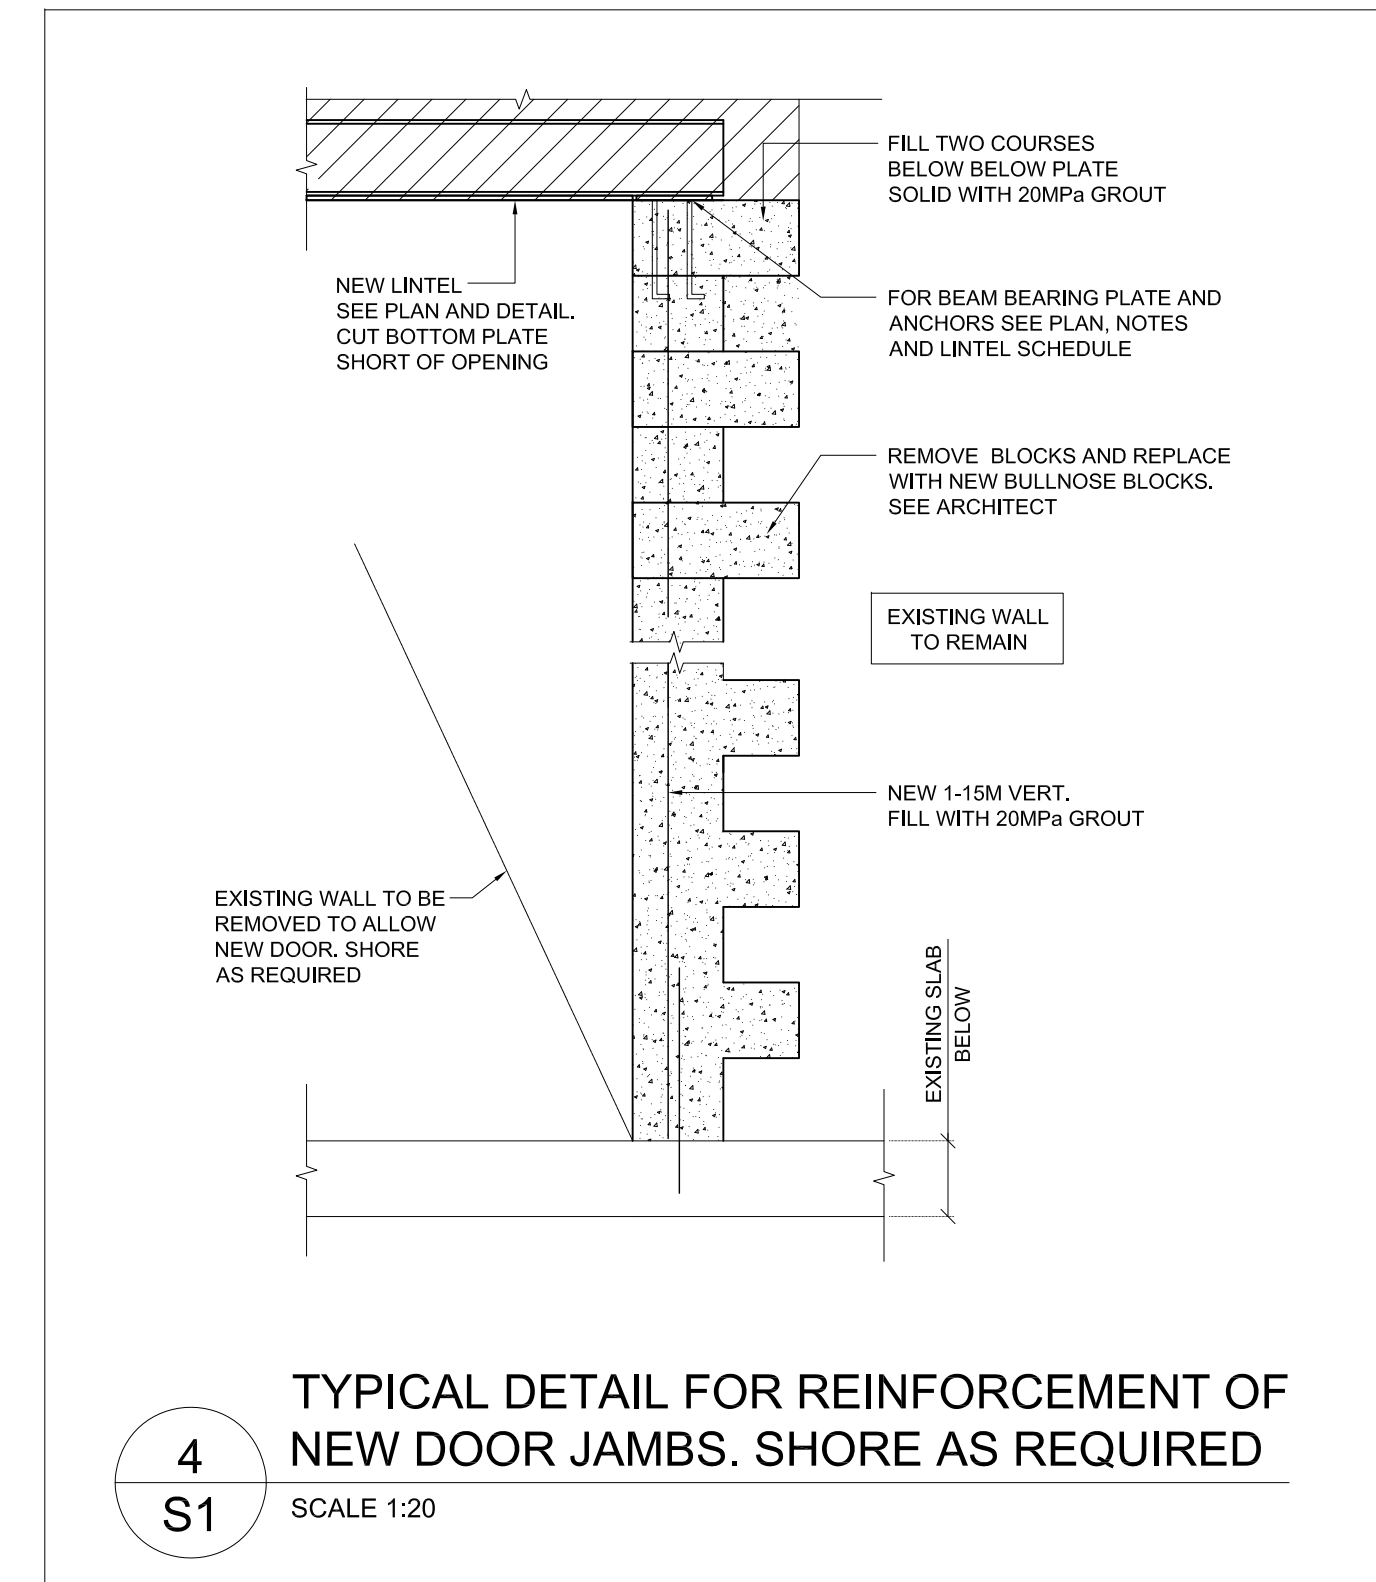 FILL TWO COURSES
BELOW BELOW PLATE
SOLID WITH 20MPa GROUT
NEW LINTEL
SEE PLAN AND DETAIL.
CUT BOTTOM PLATE
SHORT OF OPENING
FOR BEAM BEARING PLATE AND
ANCHORS SEE PLAN, NOTES
AND LINTEL SCHEDULE
REMOVE BLOCKS AND REPLACE
WITH NEW BULLNOSE BLOCKS.
SEE ARCHITECT
EXISTING WALL
TO REMAIN
NEW 1-15M VERT.
FILL WITH 20MPa GROUT
EXISTING WALL TO BE
REMOVED TO ALLOW
NEW DOOR. SHORE
AS REQUIRED
EXISTING SLAB
BELOW
TYPICAL DETAIL FOR REINFORCEMENT OF
NEW DOOR JAMBS. SHORE AS REQUIRED
4
S1
SCALE 1:20